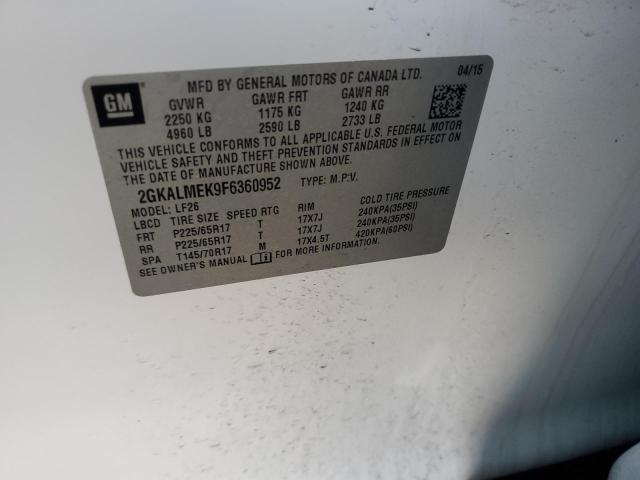 GM
MFD BY GENERAL MOTORS OF CANADA LTD. 04/15
GVWR GAWR FRT GAWR RR
2250 KG 1175 KG 1240 KG
4960 LB 2590 LB 2733 LB
THIS VEHICLE CONFORMS TO ALL APPLICABLE U.S. FEDERAL MOTOR
VEHICLE SAFETY AND THEFT PREVENTION STANDARDS IN EFFECT ON
THE DATE OF MANUFACTURE SHOWN ABOVE.
2GKALMEK9F6360952 TYPE: M.P.V.
MODEL: LF26
LBCD TIRE SIZE SPEED RTG RIM COLD TIRE PRESSURE
FRT P225/65R17 T 17X7J 240KPA(35PSI)
RR P225/65R17 T 17X7J 240KPA(35PSI)
SPA T145/70R17 M 17X4.5T 420KPA(60PSI)
SEE OWNER'S MANUAL FOR MORE INFORMATION.